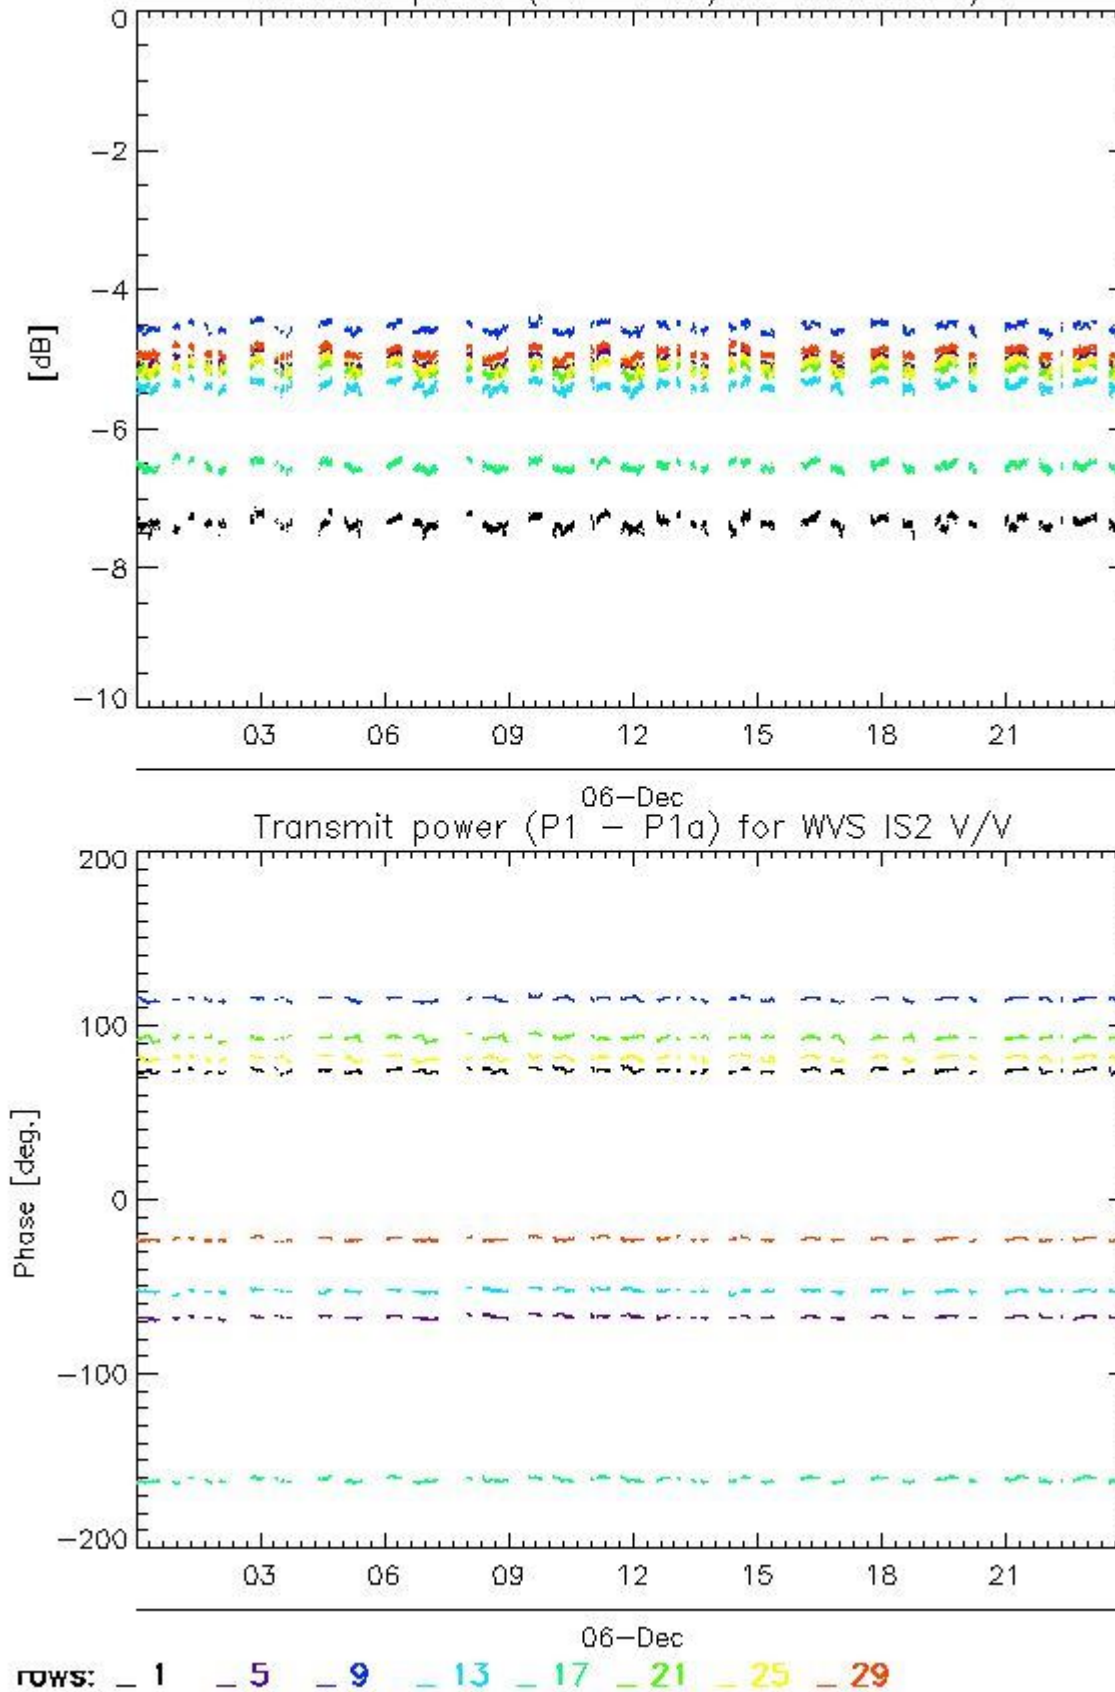 0
-2
-4
[dB]
-6
-8
-10
03 06 09 12 15 18 21
06-Dec
Transmit power (P1 - P1a) for WVS IS2 V/V
200
100
0
Phase [deg.]
-100
-200
03 06 09 12 15 18 21
06-Dec
rows: _ 1 _ 5 _ 9 _ 13 _ 17 _ 21 _ 25 _ 29